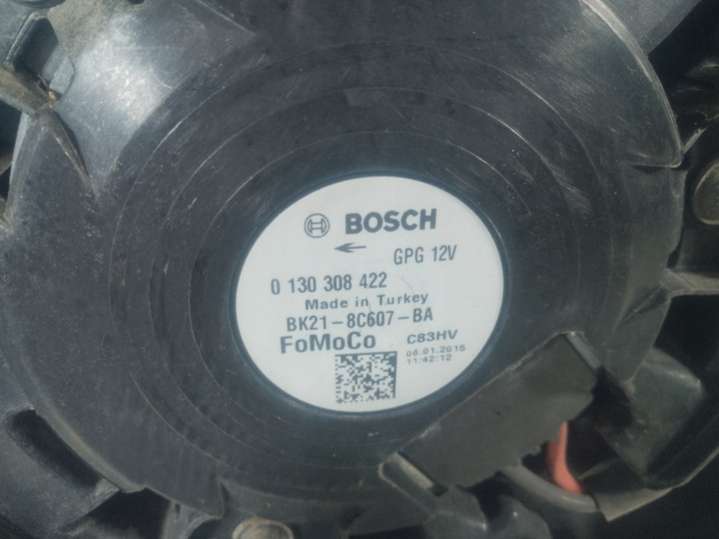 BOSCH
GPG 12V
0 130 308 422
Made in Turkey
BK21-8C607-BA
FoMoCo C83HV
06.01.2015
11:42:12